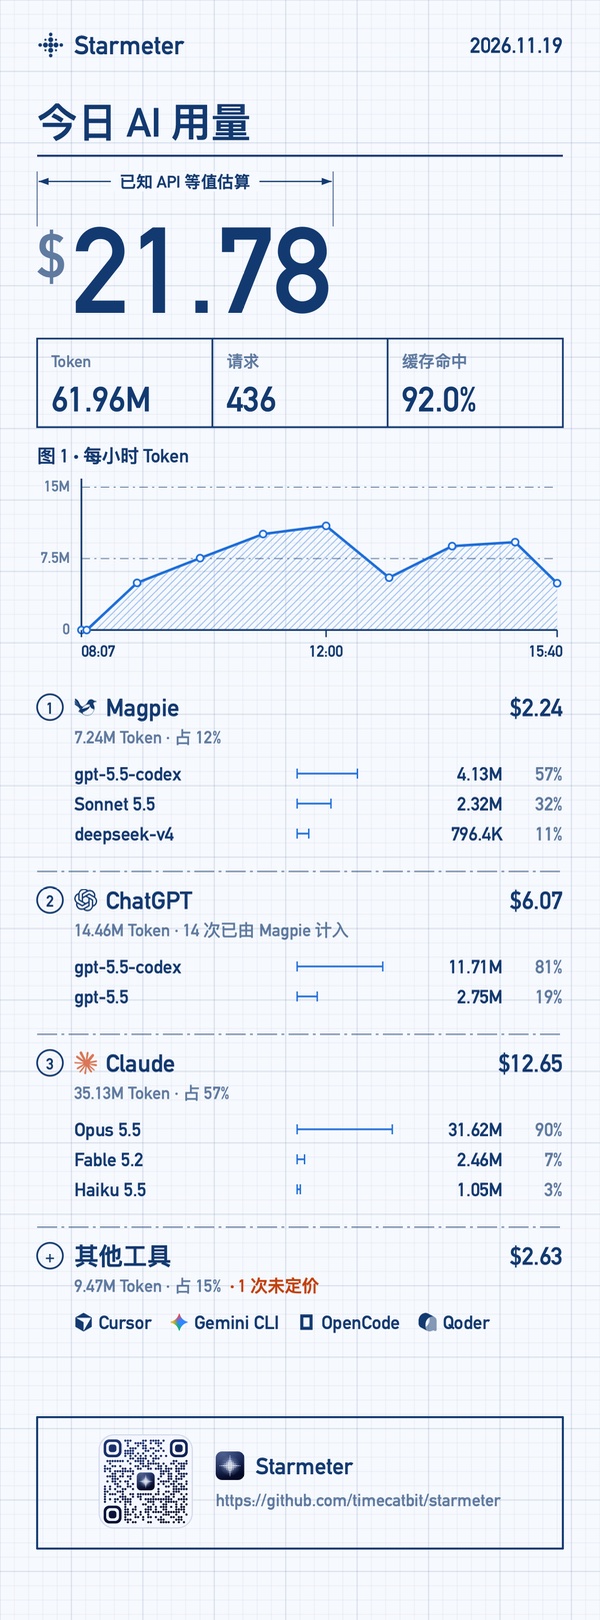 Starmeter 2026.11.19
今日 AI 用量
已知 API 等值估算
$21.78
Token 请求 缓存命中
61.96M 436 92.0%
图 1 · 每小时 Token
15M
7.5M
0
08:07 12:00 15:40
1 Magpie $2.24
7.24M Token · 占 12%
gpt-5.5-codex 4.13M 57%
Sonnet 5.5 2.32M 32%
deepseek-v4 796.4K 11%
2 ChatGPT $6.07
14.46M Token · 14 次已由 Magpie 计入
gpt-5.5-codex 11.71M 81%
gpt-5.5 2.75M 19%
3 Claude $12.65
35.13M Token · 占 57%
Opus 5.5 31.62M 90%
Fable 5.2 2.46M 7%
Haiku 5.5 1.05M 3%
+ 其他工具 $2.63
9.47M Token · 占 15% · 1 次未定价
Cursor Gemini CLI OpenCode Qoder
Starmeter
https://github.com/timecatbit/starmeter